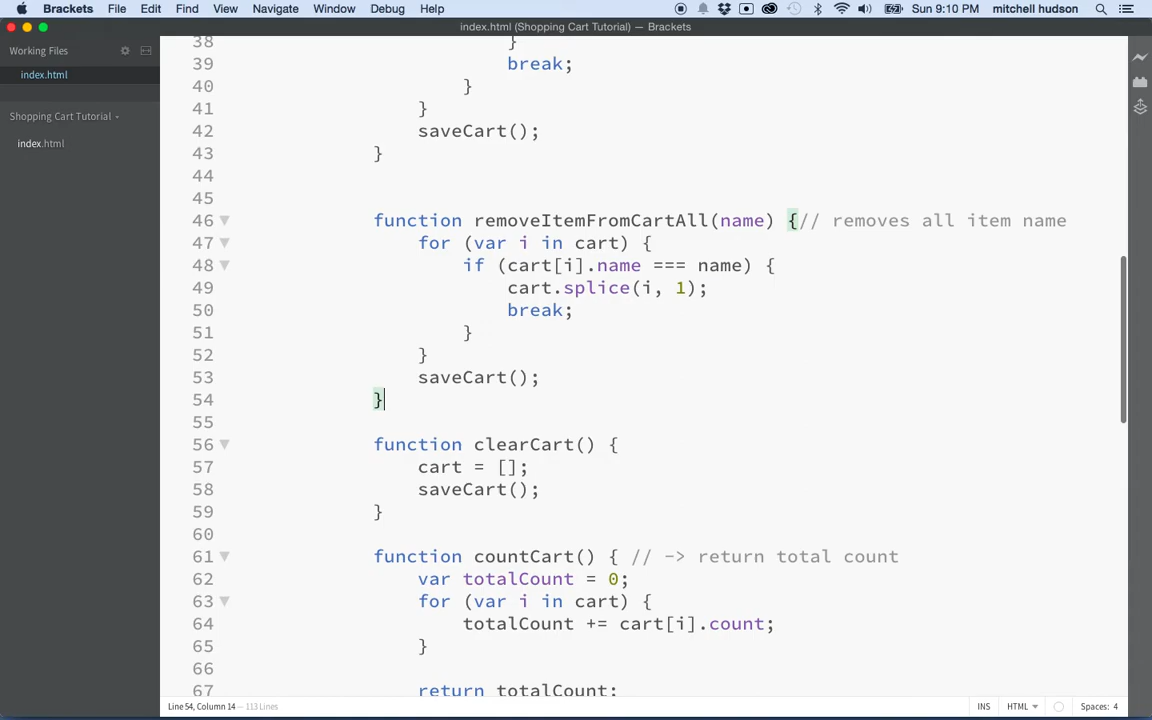 Brackets File Edit Find View Navigate Window Debug Help Sun 9:10 PM mitchell hudson
index.html (Shopping Cart Tutorial) — Brackets
Working Files
index.html
Shopping Cart Tutorial
index.html
38 }
39 break;
40 }
41 }
42 saveCart();
43 }
44
45
46 function removeItemFromCartAll(name) {// removes all item name
47 for (var i in cart) {
48 if (cart[i].name === name) {
49 cart.splice(i, 1);
50 break;
51 }
52 }
53 saveCart();
54 }
55
56 function clearCart() {
57 cart = [];
58 saveCart();
59 }
60
61 function countCart() { // -> return total count
62 var totalCount = 0;
63 for (var i in cart) {
64 totalCount += cart[i].count;
65 }
66
67 return totalCount;
Line 54, Column 14 — 113 Lines INS HTML Spaces: 4